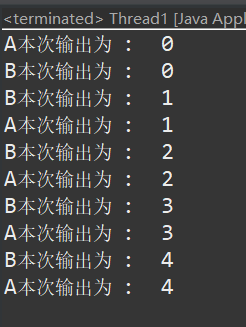 <terminated> Thread1 [Java Appl
A本次输出为 : 0
B本次输出为 : 0
B本次输出为 : 1
A本次输出为 : 1
B本次输出为 : 2
A本次输出为 : 2
B本次输出为 : 3
A本次输出为 : 3
B本次输出为 : 4
A本次输出为 : 4